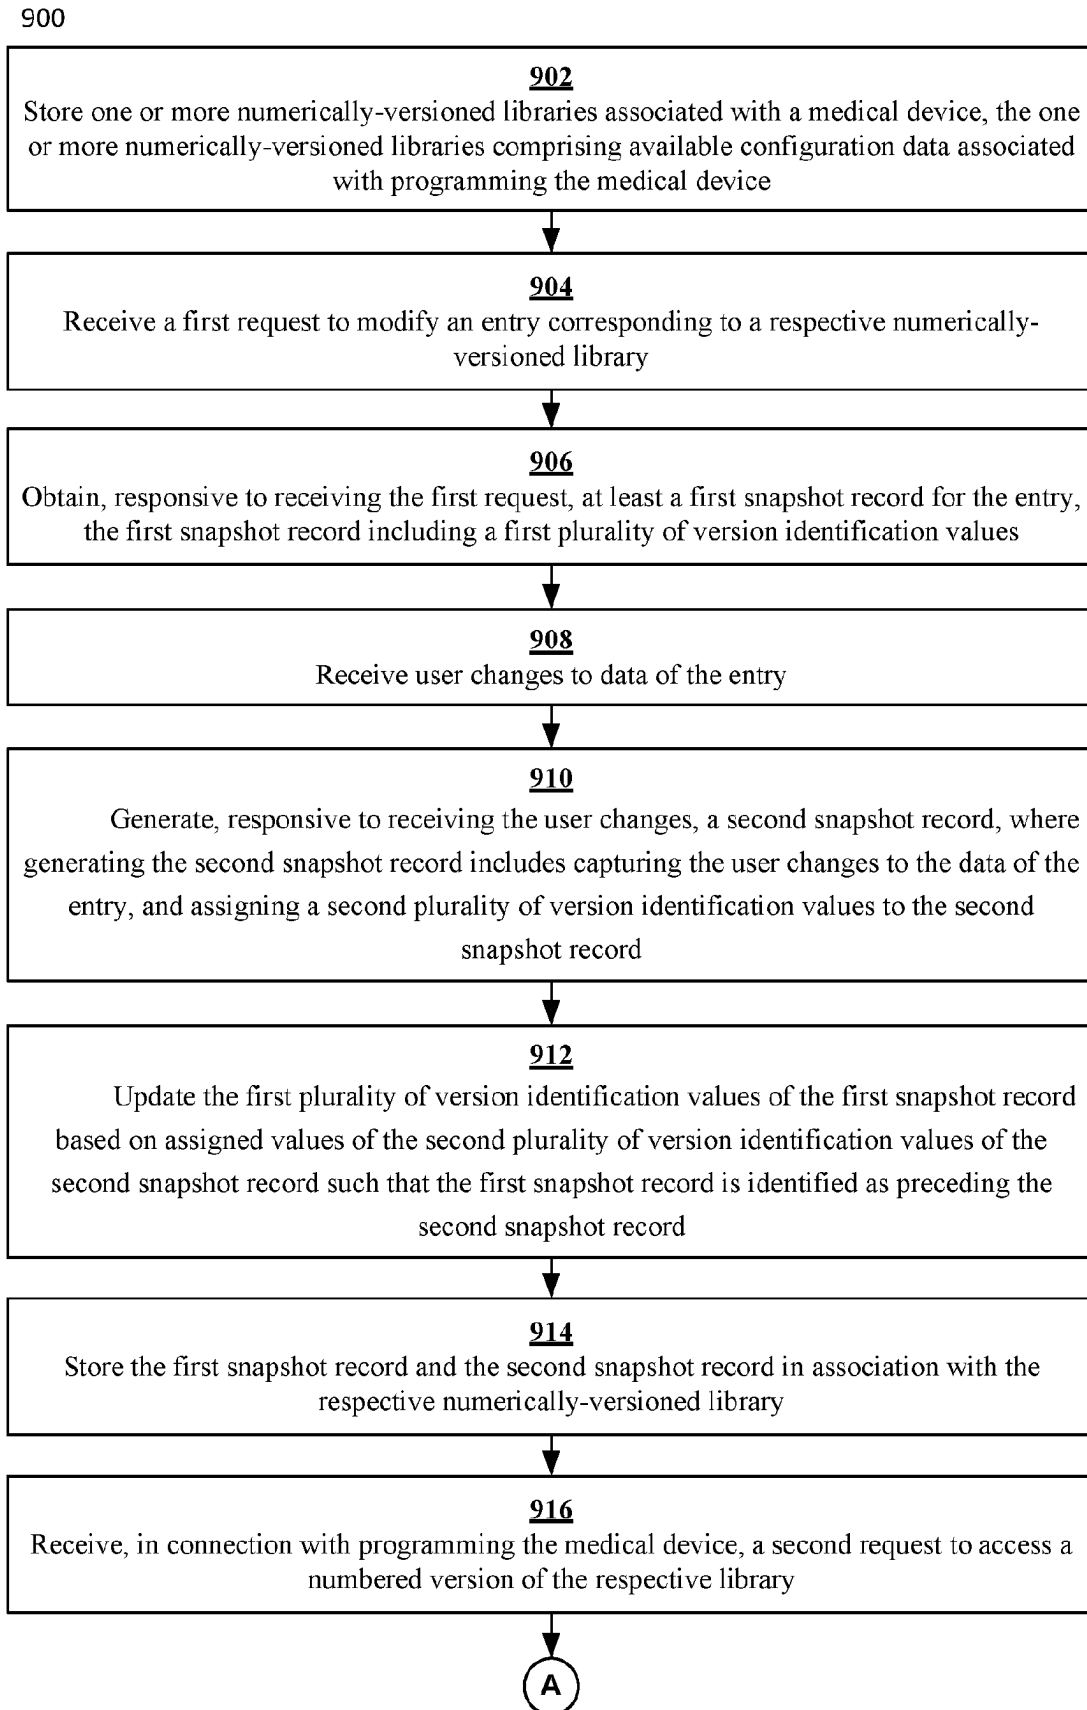 900
902
Store one or more numerically-versioned libraries associated with a medical device, the one
or more numerically-versioned libraries comprising available configuration data associated
with programming the medical device
904
Receive a first request to modify an entry corresponding to a respective numerically-
versioned library
906
Obtain, responsive to receiving the first request, at least a first snapshot record for the entry,
the first snapshot record including a first plurality of version identification values
908
Receive user changes to data of the entry
910
Generate, responsive to receiving the user changes, a second snapshot record, where
generating the second snapshot record includes capturing the user changes to the data of the
entry, and assigning a second plurality of version identification values to the second
snapshot record
912
Update the first plurality of version identification values of the first snapshot record
based on assigned values of the second plurality of version identification values of the
second snapshot record such that the first snapshot record is identified as preceding the
second snapshot record
914
Store the first snapshot record and the second snapshot record in association with the
respective numerically-versioned library
916
Receive, in connection with programming the medical device, a second request to access a
numbered version of the respective library
A